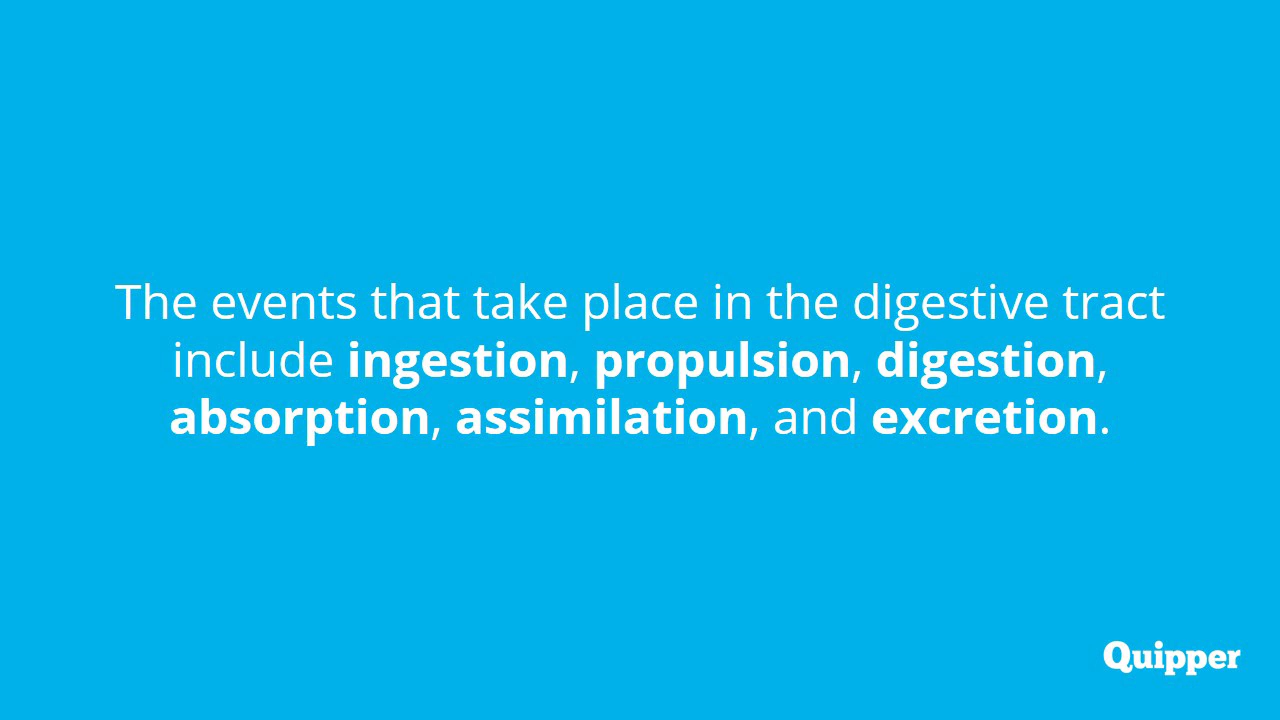 The events that take place in the digestive tract
include ingestion, propulsion, digestion,
absorption, assimilation, and excretion.
Quipper